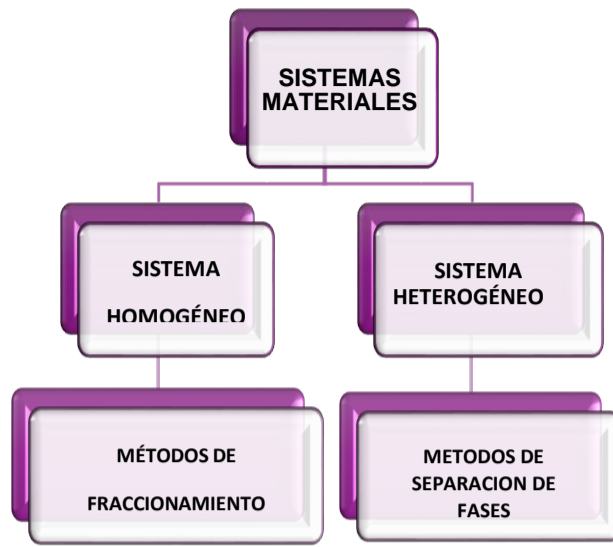 SISTEMAS
MATERIALES
SISTEMA
HOMOGÉNEO
SISTEMA
HETEROGÉNEO
MÉTODOS DE
FRACCIONAMIENTO
METODOS DE
SEPARACION DE
FASES